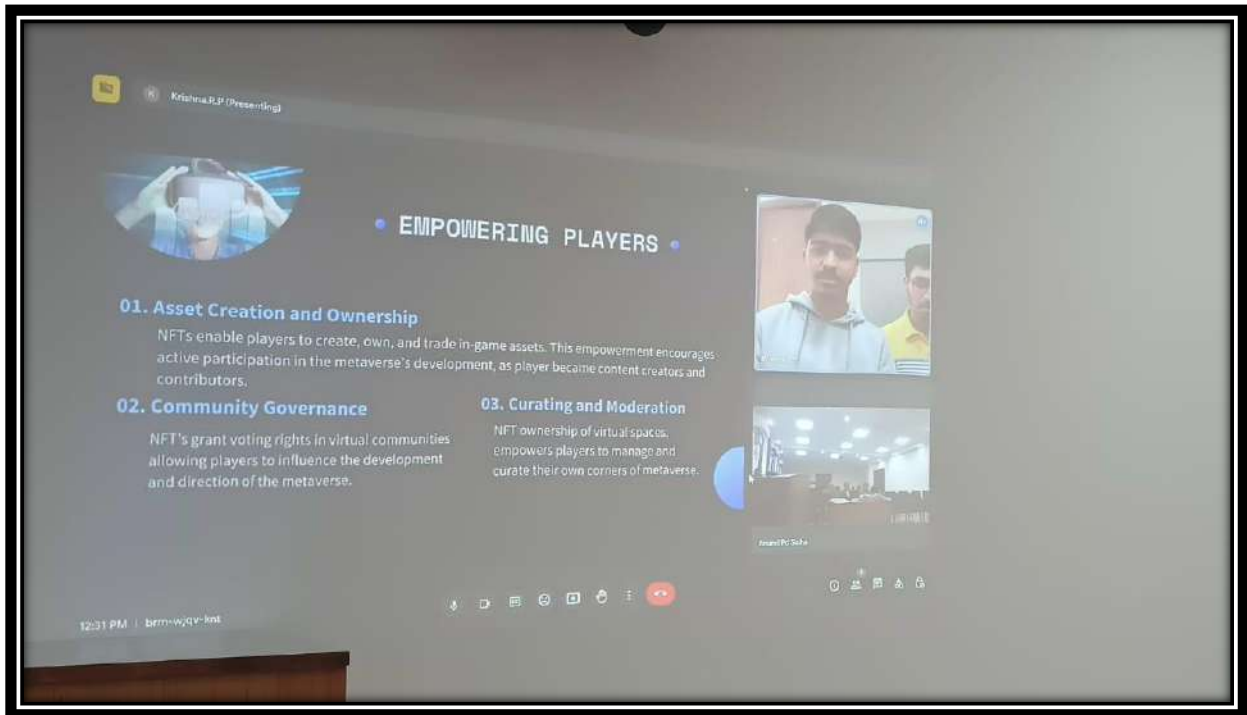 K
Krishna.R.P (Presenting)
EMPOWERING PLAYERS
01. Asset Creation and Ownership
NFTs enable players to create, own, and trade in-game assets. This empowerment encourages
active participation in the metaverse's development, as player became content creators and
contributors.
02. Community Governance
NFT's grant voting rights in virtual communities
allowing players to influence the development
and direction of the metaverse.
03. Curating and Moderation
NFT ownership of virtual spaces,
empowers players to manage and
curate their own corners of metaverse.
12:31 PM | brm-wjqv-knt